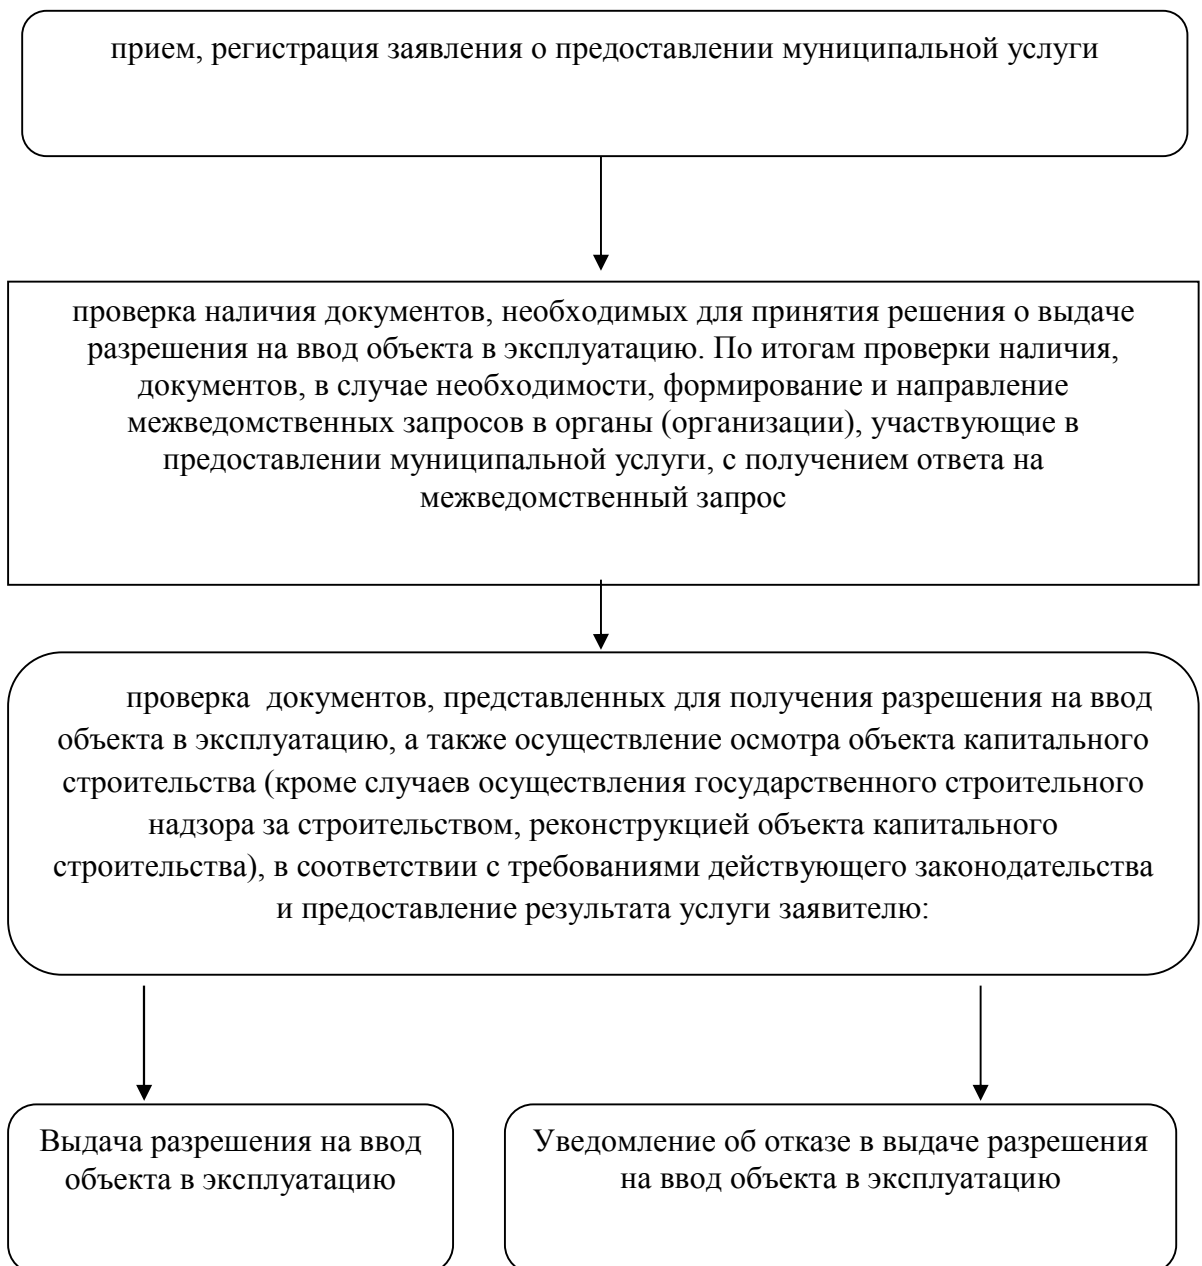 прием, регистрация заявления о предоставлении муниципальной услуги
проверка наличия документов, необходимых для принятия решения о выдаче
разрешения на ввод объекта в эксплуатацию. По итогам проверки наличия,
документов, в случае необходимости, формирование и направление
межведомственных запросов в органы (организации), участвующие в
предоставлении муниципальной услуги, с получением ответа на
межведомственный запрос
проверка  документов, представленных для получения разрешения на ввод
объекта в эксплуатацию, а также осуществление осмотра объекта капитального
строительства (кроме случаев осуществления государственного строительного
надзора за строительством, реконструкцией объекта капитального
строительства), в соответствии с требованиями действующего законодательства
и предоставление результата услуги заявителю:
Выдача разрешения на ввод
объекта в эксплуатацию
Уведомление об отказе в выдаче разрешения
на ввод объекта в эксплуатацию